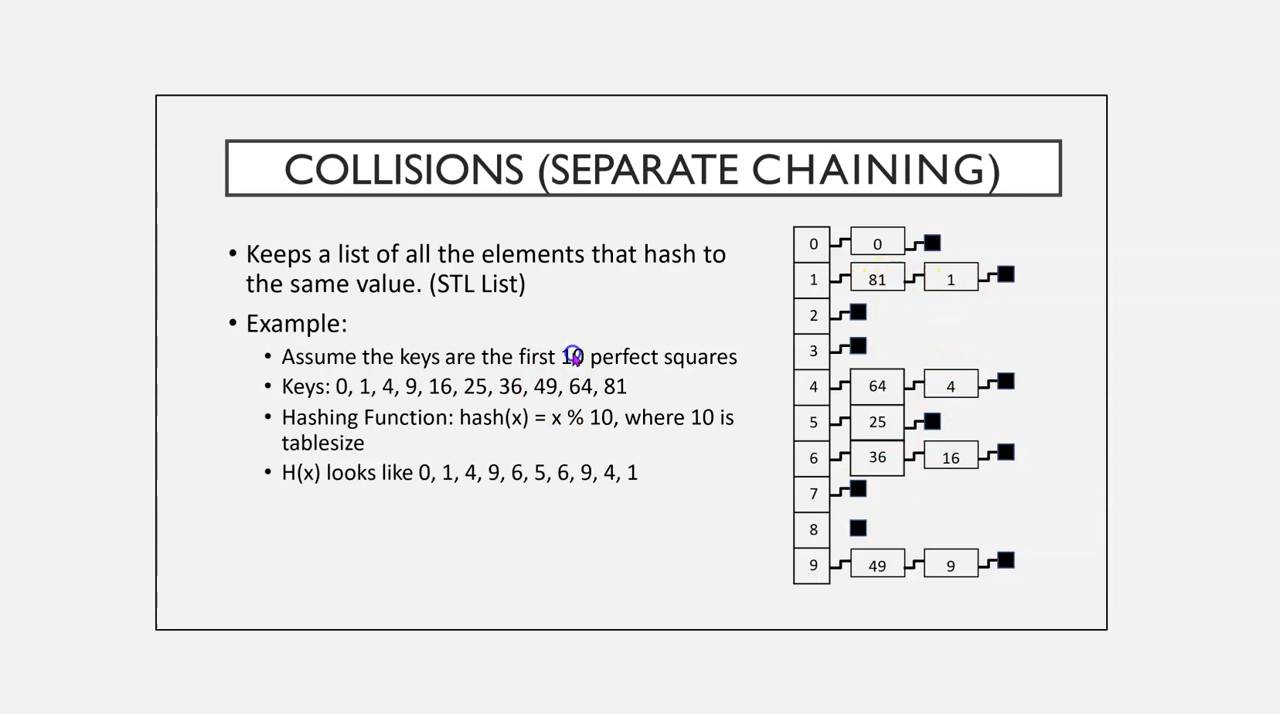 COLLISIONS (SEPARATE CHAINING)
• Keeps a list of all the elements that hash to
the same value. (STL List)
• Example:
• Assume the keys are the first 10 perfect squares
• Keys: 0, 1, 4, 9, 16, 25, 36, 49, 64, 81
• Hashing Function: hash(x) = x % 10, where 10 is
tablesize
• H(x) looks like 0, 1, 4, 9, 6, 5, 6, 9, 4, 1
0 0
1 81 1
2
3
4 64 4
5 25
6 36 16
7
8
9 49 9